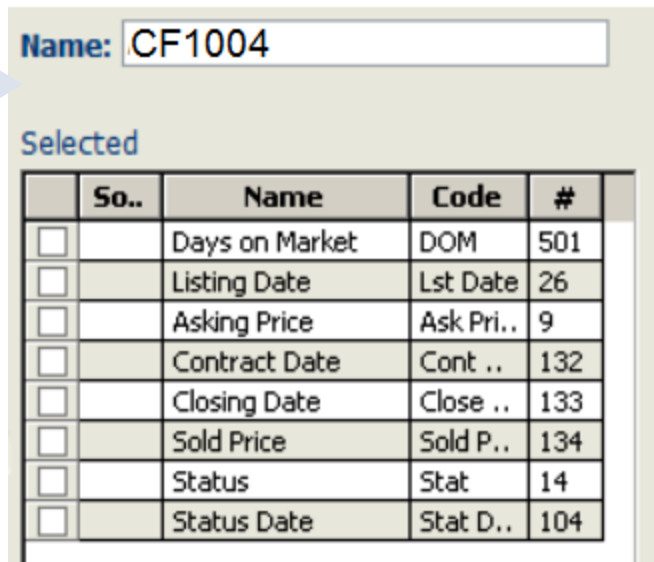 Name: CF1004
Selected
So.. Name Code #
Days on Market DOM 501
Listing Date Lst Date 26
Asking Price Ask Pri.. 9
Contract Date Cont .. 132
Closing Date Close .. 133
Sold Price Sold P.. 134
Status Stat 14
Status Date Stat D.. 104